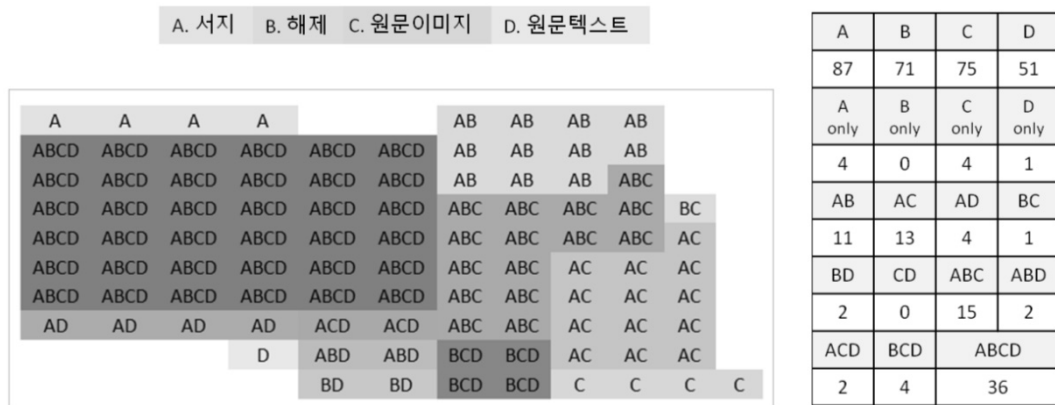 A. 서지 B. 해제 C. 원문이미지 D. 원문텍스트
A A A A AB AB AB AB
ABCD ABCD ABCD ABCD ABCD ABCD AB AB AB AB
ABCD ABCD ABCD ABCD ABCD ABCD AB AB AB ABC
ABCD ABCD ABCD ABCD ABCD ABCD ABC ABC ABC ABC BC
ABCD ABCD ABCD ABCD ABCD ABCD ABC ABC ABC ABC AC
ABCD ABCD ABCD ABCD ABCD ABCD ABC ABC AC AC AC
ABCD ABCD ABCD ABCD ABCD ABCD ABC ABC AC AC AC
AD AD AD AD ACD ACD ABC ABC AC AC AC
D ABD ABD BCD BCD AC AC AC
BD BD BCD BCD C C C C
A B C D
87 71 75 51
A only B only C only D only
4 0 4 1
AB AC AD BC
11 13 4 1
BD CD ABC ABD
2 0 15 2
ACD BCD ABCD
2 4 36